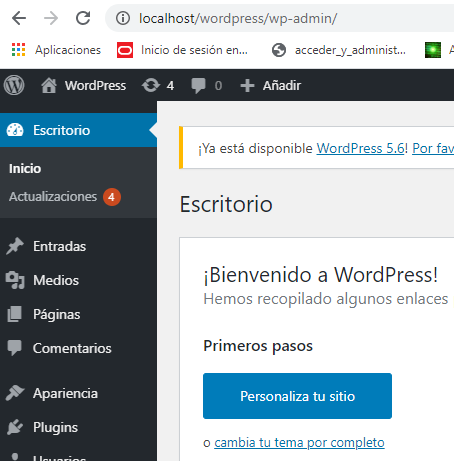 localhost/wordpress/wp-admin/
Aplicaciones Inicio de sesión en... acceder_y_administ... A
WordPress 4 0 Añadir
Escritorio
Inicio
Actualizaciones 4
Entradas
Medios
Páginas
Comentarios
Apariencia
Plugins
Usuarios
¡Ya está disponible WordPress 5.6! Por fav
Escritorio
¡Bienvenido a WordPress!
Hemos recopilado algunos enlaces
Primeros pasos
Personaliza tu sitio
o cambia tu tema por completo